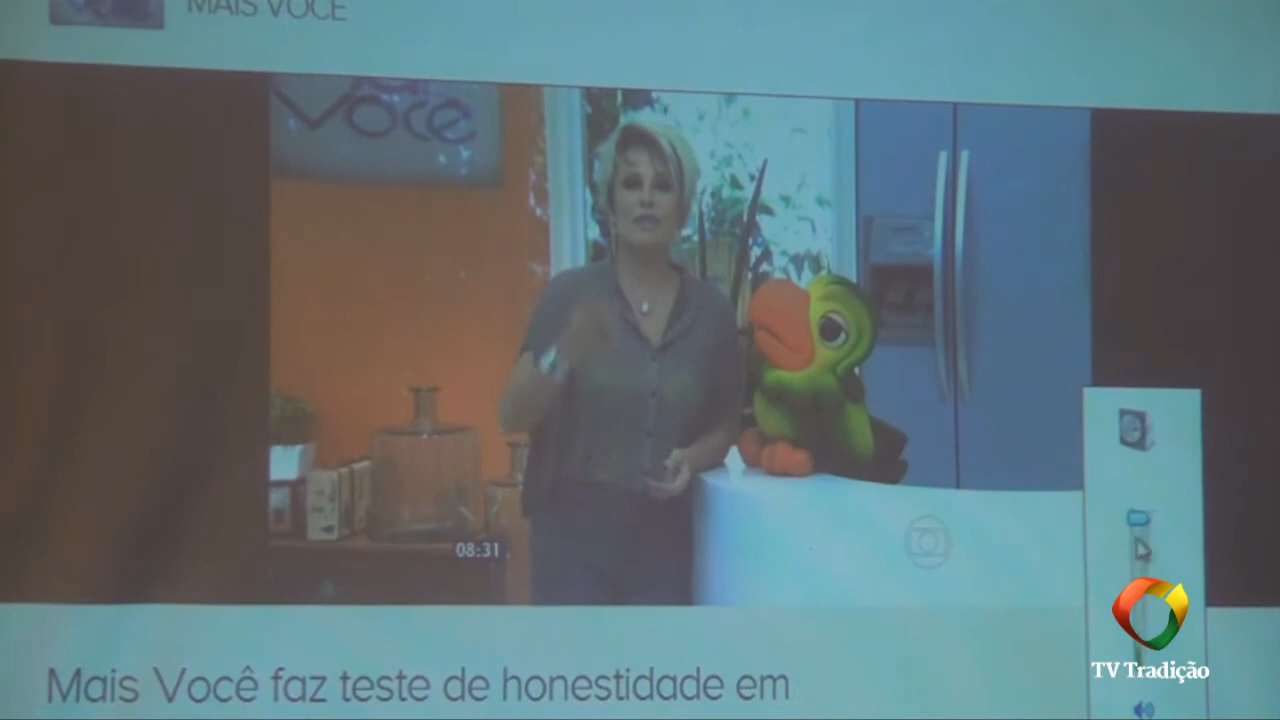 MAIS VOCÊ
Você
08:31
Mais Você faz teste de honestidade em
TV Tradição